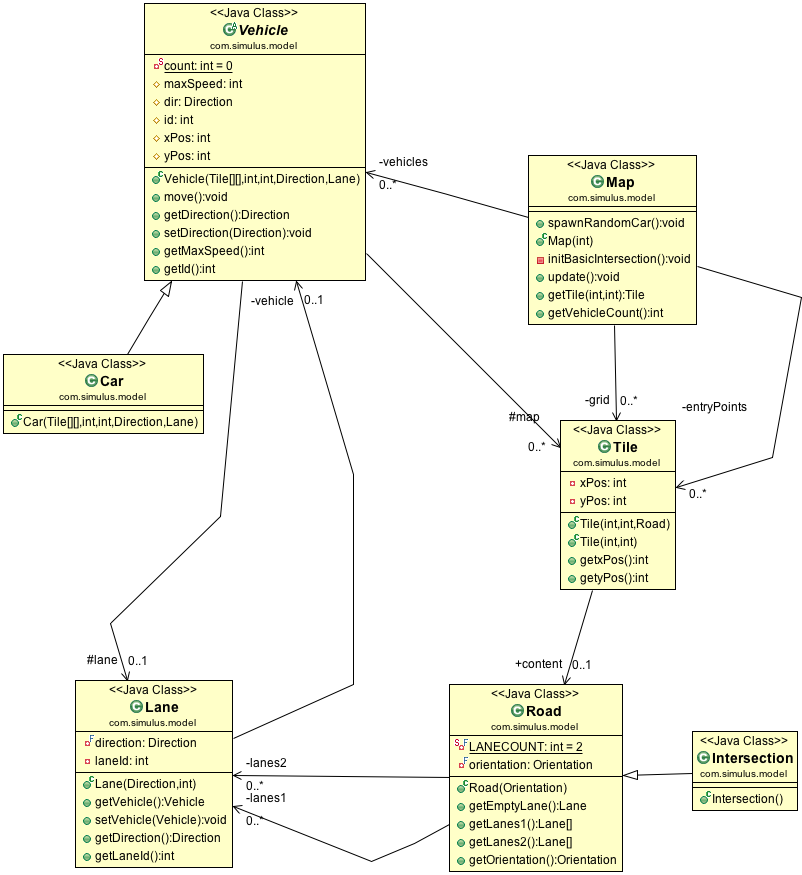 <<Java Class>>
Vehicle
com.simulus.model
count: int = 0
maxSpeed: int
dir: Direction
id: int
xPos: int
yPos: int
Vehicle(Tile[][],int,int,Direction,Lane)
move():void
getDirection():Direction
setDirection(Direction):void
getMaxSpeed():int
getId():int
-vehicles
0..*
<<Java Class>>
Map
com.simulus.model
spawnRandomCar():void
Map(int)
initBasicIntersection():void
update():void
getTile(int,int):Tile
getVehicleCount():int
-vehicle
0..1
<<Java Class>>
Car
com.simulus.model
Car(Tile[][],int,int,Direction,Lane)
-grid
0..*
-entryPoints
0..*
#map
0..*
<<Java Class>>
Tile
com.simulus.model
xPos: int
yPos: int
Tile(int,int,Road)
Tile(int,int)
getxPos():int
getyPos():int
#lane
0..1
+content
0..1
<<Java Class>>
Lane
com.simulus.model
direction: Direction
laneId: int
Lane(Direction,int)
getVehicle():Vehicle
setVehicle(Vehicle):void
getDirection():Direction
getLaneId():int
-lanes2
0..*
-lanes1
0..*
<<Java Class>>
Road
com.simulus.model
LANECOUNT: int = 2
orientation: Orientation
Road(Orientation)
getEmptyLane():Lane
getLanes1():Lane[]
getLanes2():Lane[]
getOrientation():Orientation
<<Java Class>>
Intersection
com.simulus.model
Intersection()